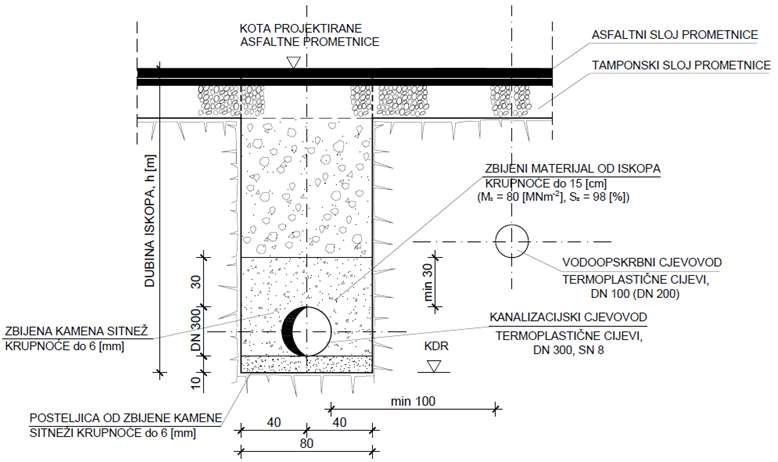 KOTA PROJEKTIRANE
ASFALTNE PROMETNICE
ASFALTNI SLOJ PROMETNICE
TAMPONSKI SLOJ PROMETNICE
DUBINA ISKOPA, h [m]
ZBIJENI MATERIJAL OD ISKOPA
KRUPNOĆE do 15 [cm]
(Ms = 80 [MNm-2], Sz = 98 [%])
VODOOPSKRBNI CJEVOVOD
TERMOPLASTIČNE CIJEVI,
DN 100 (DN 200)
30
min 30
DN 300
ZBIJENA KAMENA SITNEŽ
KRUPNOĆE do 6 [mm]
KANALIZACIJSKI CJEVOVOD
TERMOPLASTIČNE CIJEVI,
DN 300, SN 8
KDR
10
min 100
POSTELJICA OD ZBIJENE KAMENE
SITNEŽI KRUPNOĆE do 6 [mm]
40
40
80